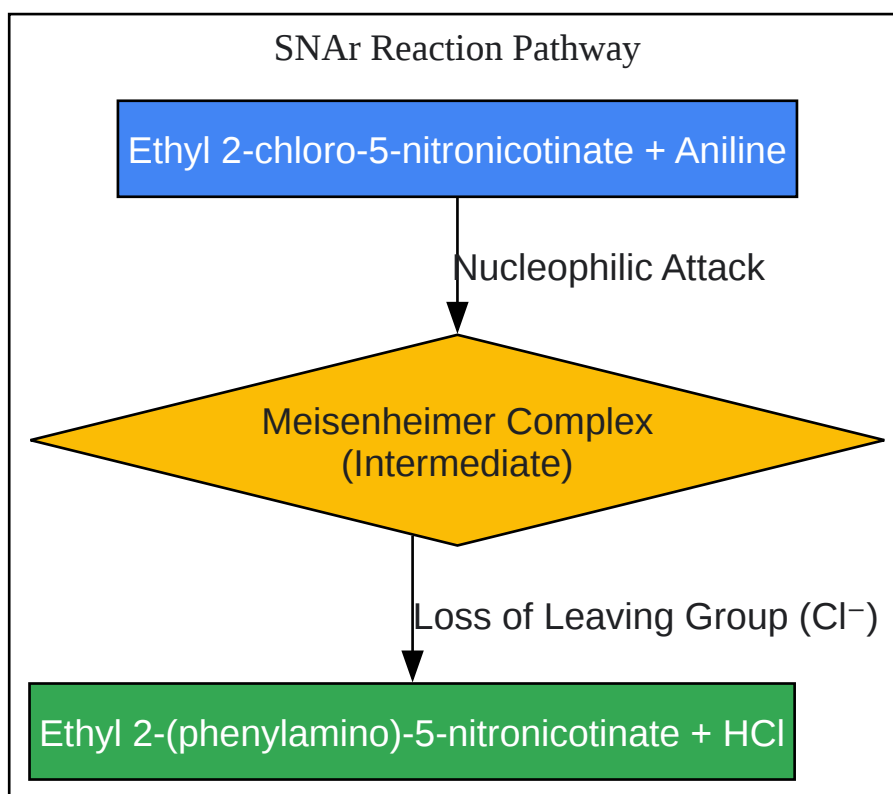 SNAr Reaction Pathway
Ethyl 2-chloro-5-nitronicotinate + Aniline
Nucleophilic Attack
Meisenheimer Complex
(Intermediate)
Loss of Leaving Group (Cl⁻)
Ethyl 2-(phenylamino)-5-nitronicotinate + HCl